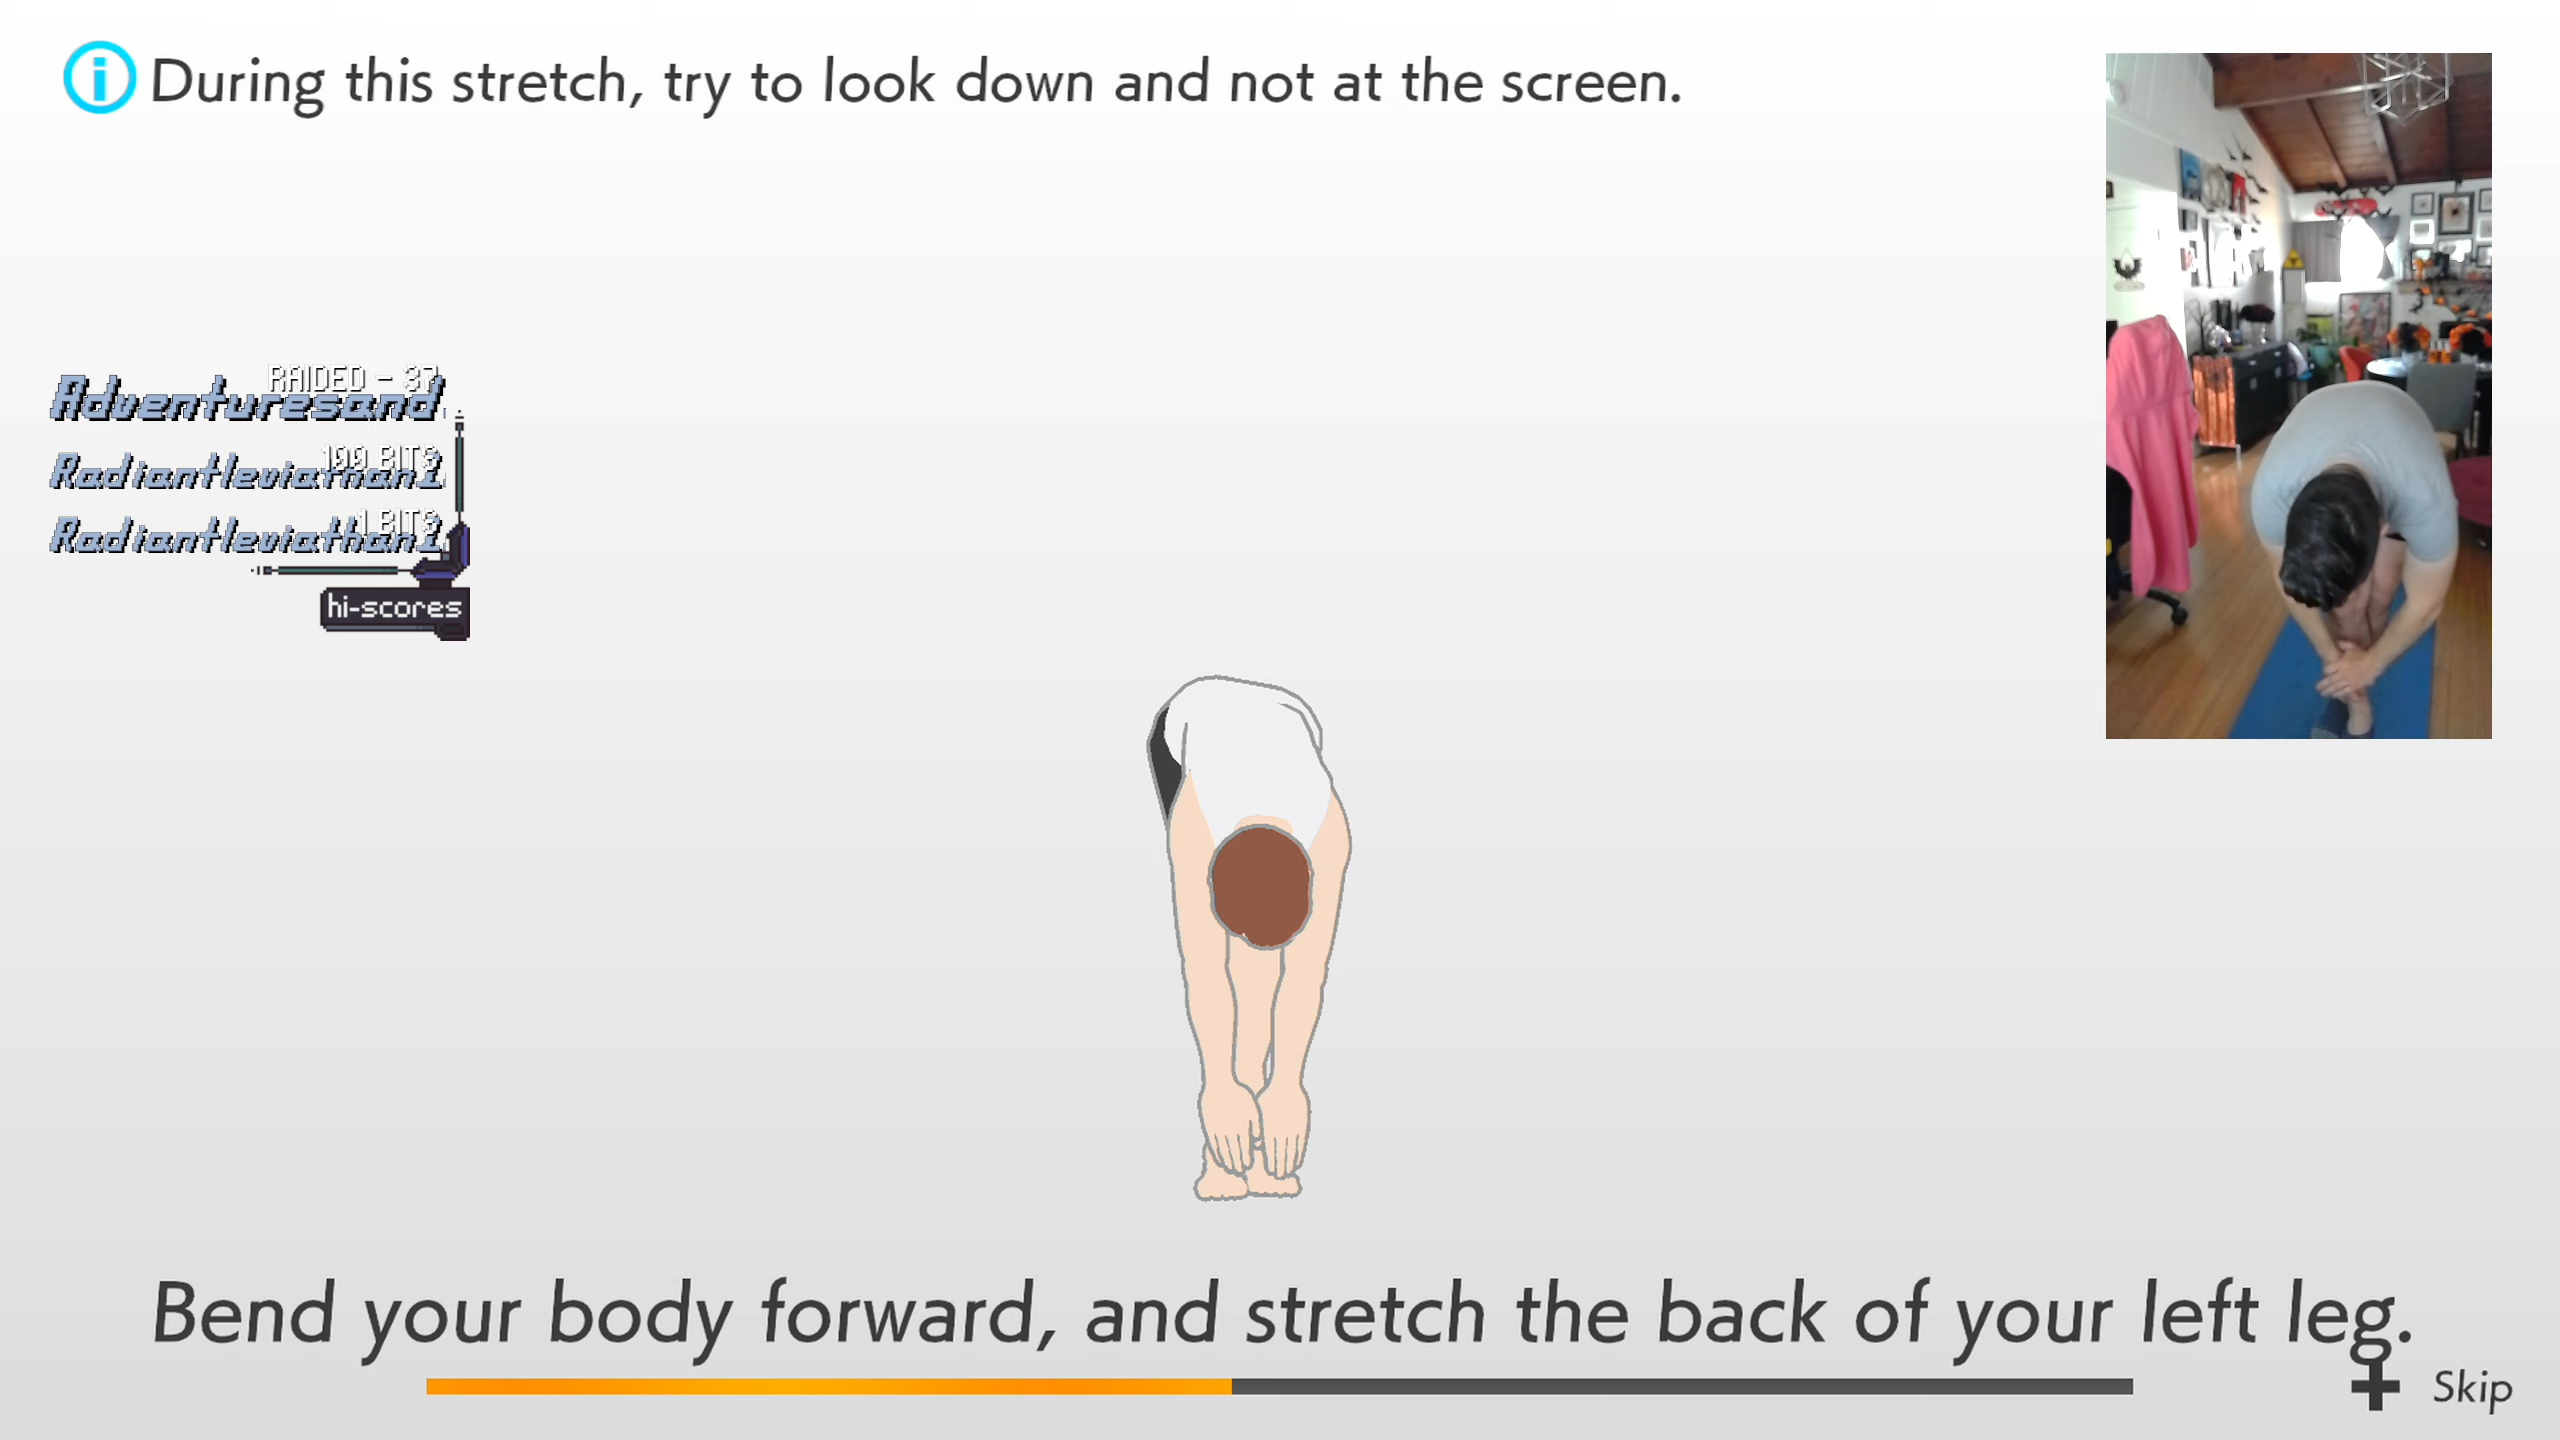 During this stretch, try to look down and not at the screen.
RAIDED - 37
Adventuresand
100 BITS
Radiantleviathan1
1 BITS
Radiantleviathan1
hi-scores
Bend your body forward, and stretch the back of your left leg.
Skip